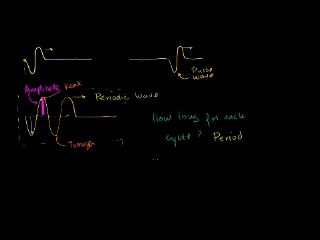 Pulse
wave
Amplitude
Peak
Periodic Wave
How long for each
cycle? Period
Trough